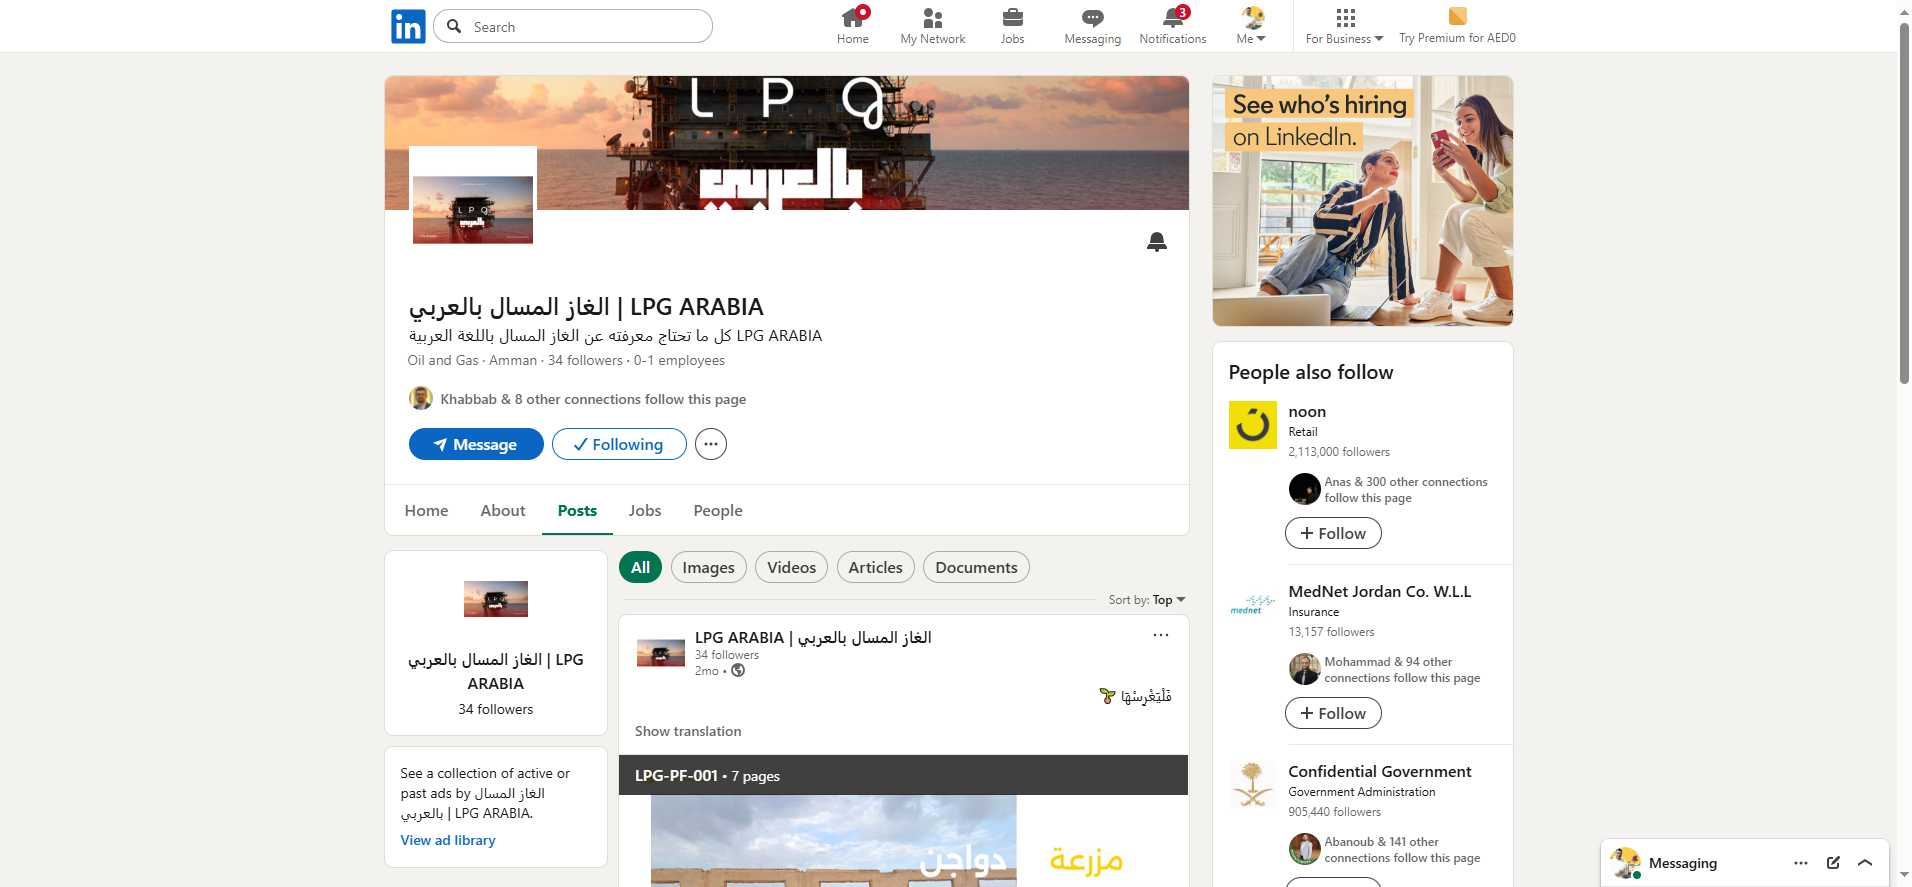 in
Search
Home
My Network
Jobs
Messaging
3
Notifications
Me
For Business
Try Premium for AED0
L P G
بالعربي
L P G
بالعربي
See who's hiring
on LinkedIn.
الغاز المسال بالعربي | LPG ARABIA
كل ما تحتاج معرفته عن الغاز المسال باللغة العربية LPG ARABIA
Oil and Gas · Amman · 34 followers · 0-1 employees
Khabbab & 8 other connections follow this page
Message
Following
Home
About
Posts
Jobs
People
الغاز المسال بالعربي | LPG
ARABIA
34 followers
See a collection of active or
past ads by الغاز المسال
بالعربي | LPG ARABIA.
View ad library
All
Images
Videos
Articles
Documents
Sort by: Top
LPG ARABIA | الغاز المسال بالعربي
34 followers
2mo •
فَلْيَغْرِسْهَا
Show translation
LPG-PF-001 • 7 pages
مزرعة
دواجن
People also follow
noon
Retail
2,113,000 followers
Anas & 300 other connections
follow this page
+ Follow
mednet
MedNet Jordan Co. W.L.L
Insurance
13,157 followers
Mohammad & 94 other
connections follow this page
+ Follow
Confidential Government
Government Administration
905,440 followers
Abanoub & 141 other
connections follow this page
Messaging